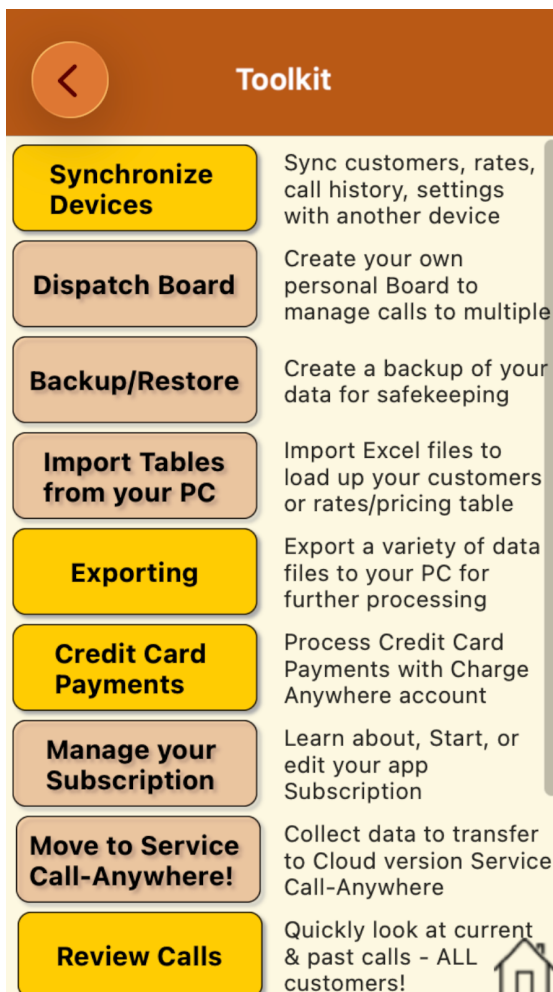 Toolkit
Synchronize
Devices
Sync customers, rates,
call history, settings
with another device
Dispatch Board
Create your own
personal Board to
manage calls to multiple
Backup/Restore
Create a backup of your
data for safekeeping
Import Tables
from your PC
Import Excel files to
load up your customers
or rates/pricing table
Exporting
Export a variety of data
files to your PC for
further processing
Credit Card
Payments
Process Credit Card
Payments with Charge
Anywhere account
Manage your
Subscription
Learn about, Start, or
edit your app
Subscription
Move to Service
Call-Anywhere!
Collect data to transfer
to Cloud version Service
Call-Anywhere
Review Calls
Quickly look at current
& past calls - ALL
customers!